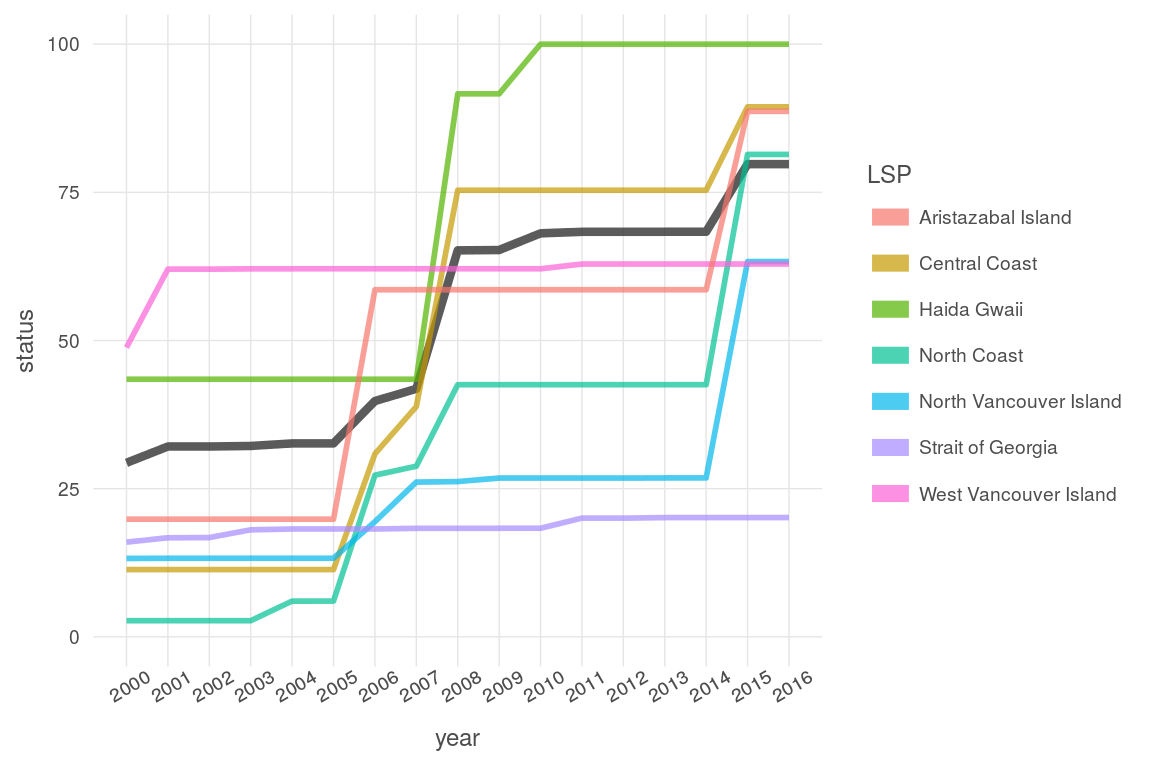 100
75
50
25
0
status
2000 2001 2002 2003 2004 2005 2006 2007 2008 2009 2010 2011 2012 2013 2014 2015 2016
year
LSP
Aristazabal Island
Central Coast
Haida Gwaii
North Coast
North Vancouver Island
Strait of Georgia
West Vancouver Island